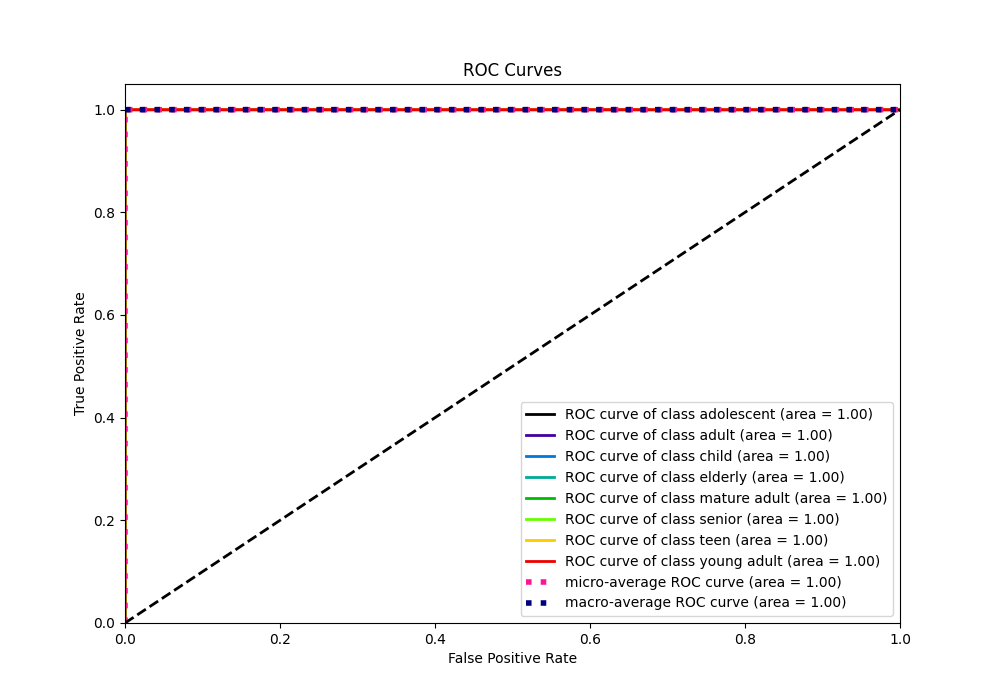 ROC Curves
True Positive Rate
1.0
0.8
0.6
0.4
0.2
0.0
0.0 0.2 0.4 0.6 0.8 1.0
False Positive Rate
ROC curve of class adolescent (area = 1.00)
ROC curve of class adult (area = 1.00)
ROC curve of class child (area = 1.00)
ROC curve of class elderly (area = 1.00)
ROC curve of class mature adult (area = 1.00)
ROC curve of class senior (area = 1.00)
ROC curve of class teen (area = 1.00)
ROC curve of class young adult (area = 1.00)
micro-average ROC curve (area = 1.00)
macro-average ROC curve (area = 1.00)